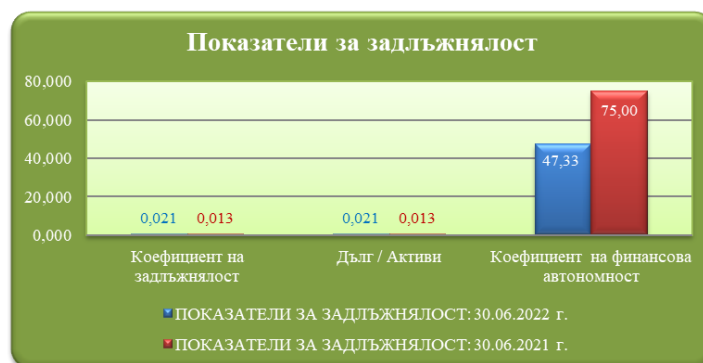 Показатели за задлъжнялост
80,000
60,000
40,000
20,000
0,000
0,021
0,013
0,021
0,013
47,33
75,00
Коефициент на
задлъжнялост
Дълг / Активи
Коефициент на финансова
автономност
ПОКАЗАТЕЛИ ЗА ЗАДЛЪЖНЯЛОСТ: 30.06.2022 г.
ПОКАЗАТЕЛИ ЗА ЗАДЛЪЖНЯЛОСТ: 30.06.2021 г.